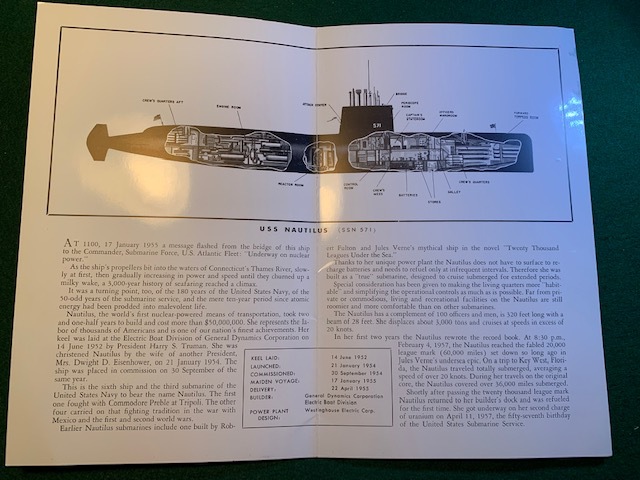 CREW'S QUARTERS AFT
ENGINE ROOM
ATTACK CENTER
BRIDGE
PERISCOPE ROOM
CAPTAIN'S STATEROOM
OFFICERS WARDROOM
FORWARD TORPEDO ROOM
571
REACTOR ROOM
CONTROL ROOM
CREW'S MESS
BATTERIES
STORES
GALLEY
CREW'S QUARTERS
USS NAUTILUS (SSN 571)
AT 1100, 17 January 1955 a message flashed from the bridge of this ship
to the Commander, Submarine Force, U.S. Atlantic Fleet: "Underway on nuclear
power."
As the ship's propellers bit into the waters of Connecticut's Thames River, slow-
ly at first, then gradually increasing in power and speed until they churned up a
milky wake, a 3,000-year history of seafaring reached a climax.
It was a turning point, too, of the 180 years of the United States Navy, of the
50-odd years of the submarine service, and the mere ten-year period since atomic
energy had been prodded into malevolent life.
Nautilus, the world's first nuclear-powered means of transportation, took two
and one-half years to build and cost more than $50,000,000. She represents the la-
bor of thousands of Americans and is one of our nation's finest achievements. Her
keel was laid at the Electric Boat Division of General Dynamics Corporation on
14 June 1952 by President Harry S. Truman. She was
christened Nautilus by the wife of another President,
Mrs. Dwight D. Eisenhower, on 21 January 1954. The
ship was placed in commission on 30 September of the
same year.
This is the sixth ship and the third submarine of the
United States Navy to bear the name Nautilus. The first
one fought with Commodore Preble at Tripoli. The other
four carried on that fighting tradition in the war with
Mexico and the first and second world wars.
Earlier Nautilus submarines include one built by Rob-
ert Fulton and Jules Verne's mythical ship in the novel "Twenty Thousand
Leagues Under the Sea."
Thanks to her unique power plant the Nautilus does not have to surface to re-
charge batteries and needs to refuel only at infrequent intervals. Therefore she was
built as a "true" submarine, designed to cruise submerged for extended periods.
Special consideration has been given to making the living quarters more "habit-
able" and simplifying the operational controls as much as is possible. Far from pri-
vate or commodious, living and recreational facilities on the Nautilus are still
roomier and more comfortable than on other submarines.
The Nautilus has a complement of 100 officers and men, is 320 feet long with a
beam of 28 feet. She displaces about 3,000 tons and cruises at speeds in excess of
20 knots.
In her first two years the Nautilus rewrote the record book. At 8:30 p.m.,
February 4, 1957, the Nautilus reached the fabled 20,000
league mark (60,000 miles) set down so long ago in
Jules Verne's undersea epic. On a trip to Key West, Flori-
da, the Nautilus traveled totally submerged, averaging a
speed of over 20 knots. During her travels on the original
core, the Nautilus covered over 36,000 miles submerged.
Shortly after passing the twenty thousand league mark
Nautilus returned to her builder's dock and was refueled
for the first time. She got underway on her second charge
of uranium on April 11, 1957, the fifty-seventh birthday
of the United States Submarine Service.
KEEL LAID: 14 June 1952
LAUNCHED: 21 January 1954
COMMISSIONED: 30 September 1954
MAIDEN VOYAGE: 17 January 1955
DELIVERY: 22 April 1955
BUILDER: General Dynamics Corporation
Electric Boat Division
POWER PLANT DESIGN: Westinghouse Electric Corp.